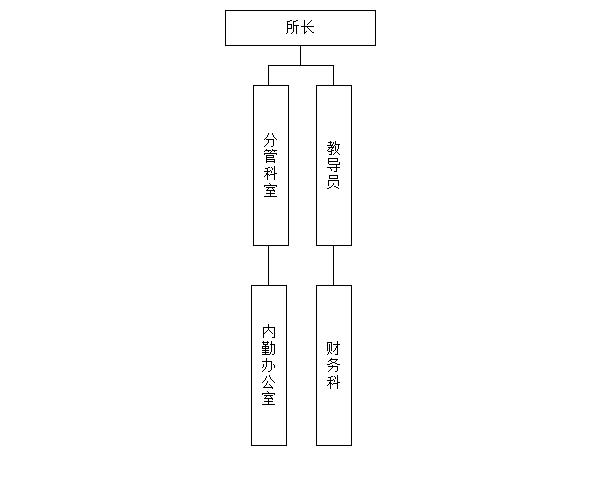 所长
分管科室
教导员
内勤办公室
财务科